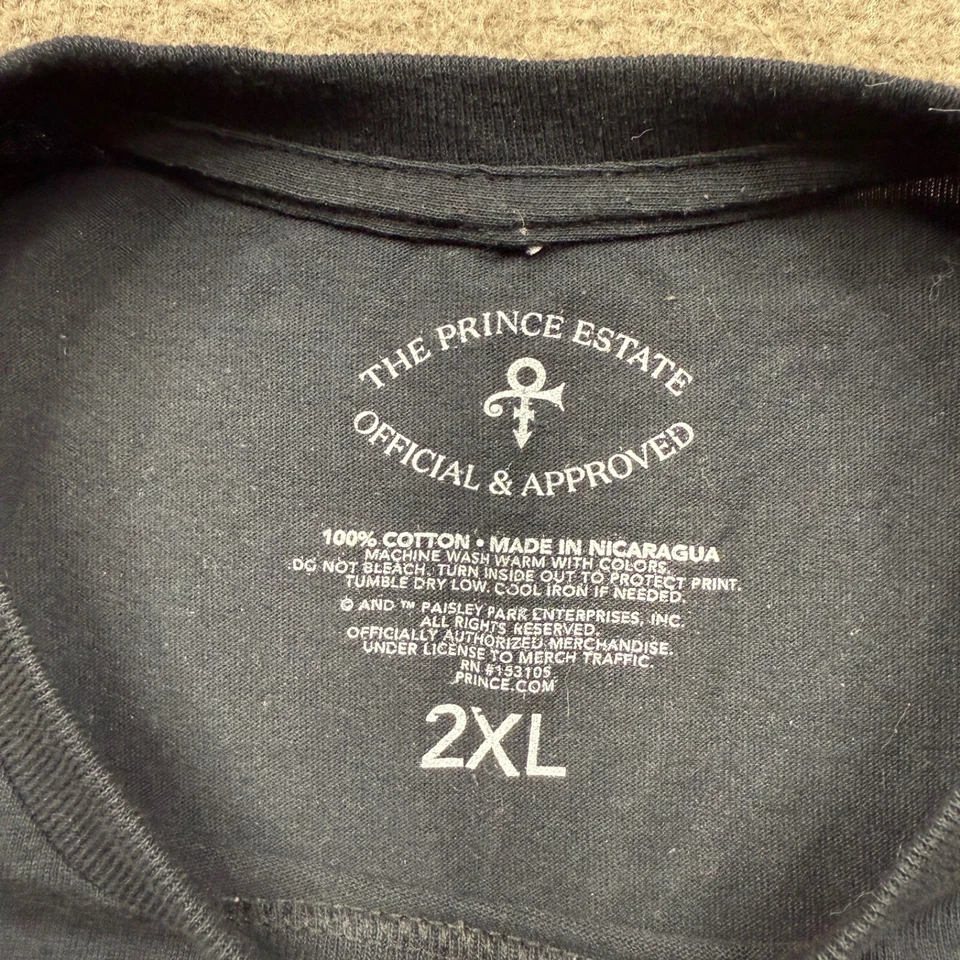 THE PRINCE ESTATE
OFFICIAL & APPROVED
100% COTTON • MADE IN NICARAGUA
MACHINE WASH WARM WITH COLORS.
DO NOT BLEACH. TURN INSIDE OUT TO PROTECT PRINT.
TUMBLE DRY LOW. COOL IRON IF NEEDED.
© AND ™ PAISLEY PARK ENTERPRISES, INC.
ALL RIGHTS RESERVED.
OFFICIALLY AUTHORIZED MERCHANDISE.
UNDER LICENSE TO MERCH TRAFFIC.
RN #153105
PRINCE.COM
2XL